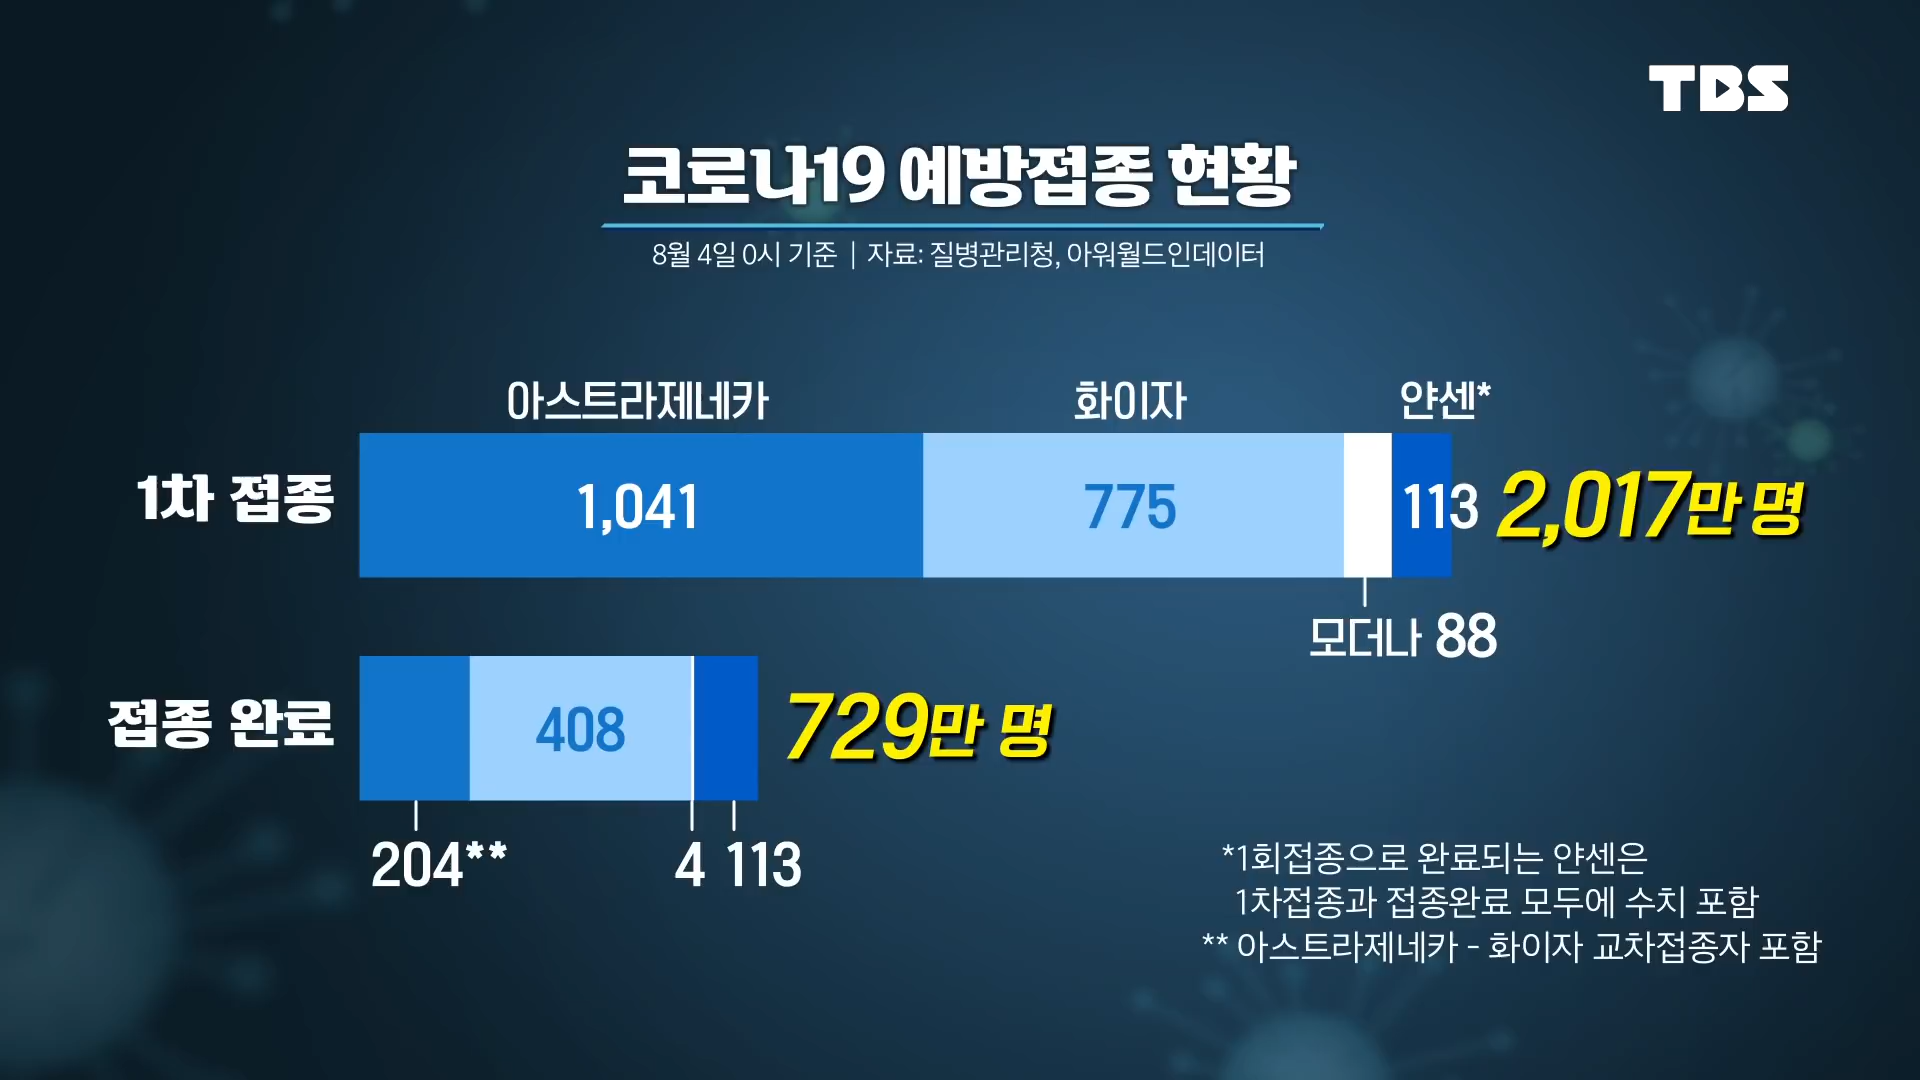 TBS
코로나19 예방접종 현황
8월 4일 0시 기준 | 자료: 질병관리청, 아워월드인데이터
아스트라제네카 화이자 얀센*
1차 접종 1,041 775 113 2,017만 명
모더나 88
접종 완료 408 729만 명
204** 4 113
*1회접종으로 완료되는 얀센은
1차접종과 접종완료 모두에 수치 포함
** 아스트라제네카 - 화이자 교차접종자 포함